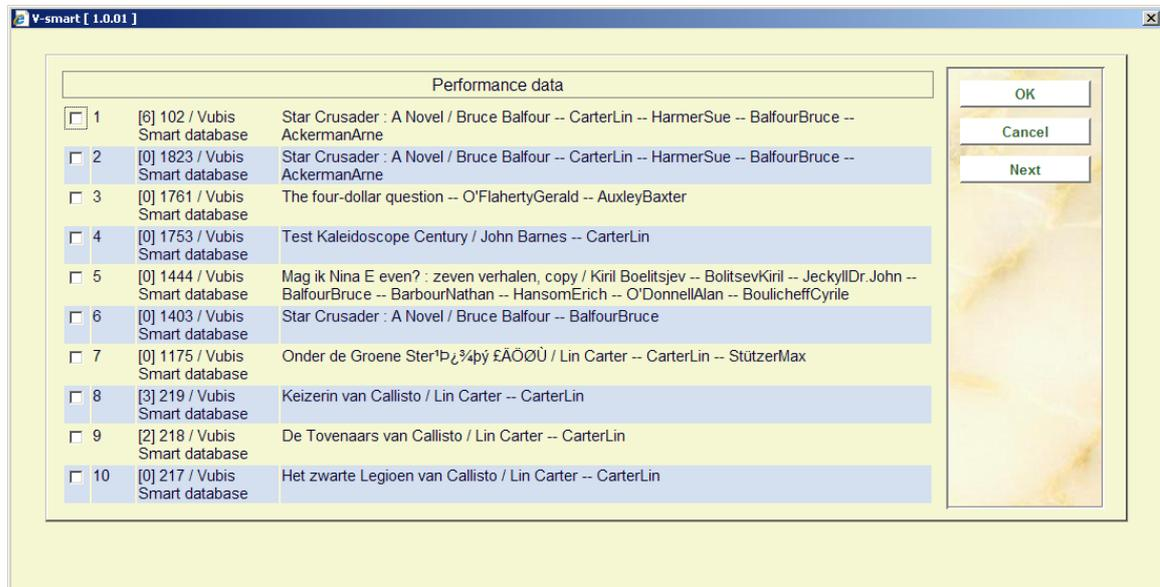 V-smart [ 1.0.01 ]
Performance data
1 [6] 102 / Vubis Star Crusader : A Novel / Bruce Balfour -- CarterLin -- HarmerSue -- BalfourBruce --
Smart database AckermanArne
2 [0] 1823 / Vubis Star Crusader : A Novel / Bruce Balfour -- CarterLin -- HarmerSue -- BalfourBruce --
Smart database AckermanArne
3 [0] 1761 / Vubis The four-dollar question -- O'FlahertyGerald -- AuxleyBaxter
Smart database
4 [0] 1753 / Vubis Test Kaleidoscope Century / John Barnes -- CarterLin
Smart database
5 [0] 1444 / Vubis Mag ik Nina E even? : zeven verhalen, copy / Kiril Boelitsjev -- BolitsevKiril -- JeckyllDr.John --
Smart database BalfourBruce -- BarbourNathan -- HansomErich -- O'DonnellAlan -- BoulicheffCyrile
6 [0] 1403 / Vubis Star Crusader : A Novel / Bruce Balfour -- BalfourBruce
Smart database
7 [0] 1175 / Vubis Onder de Groene Ster¹Þ¿¾þý £ÄÖØÙ / Lin Carter -- CarterLin -- StützerMax
Smart database
8 [3] 219 / Vubis Keizerin van Callisto / Lin Carter -- CarterLin
Smart database
9 [2] 218 / Vubis De Tovenaars van Callisto / Lin Carter -- CarterLin
Smart database
10 [0] 217 / Vubis Het zwarte Legioen van Callisto / Lin Carter -- CarterLin
Smart database
OK
Cancel
Next